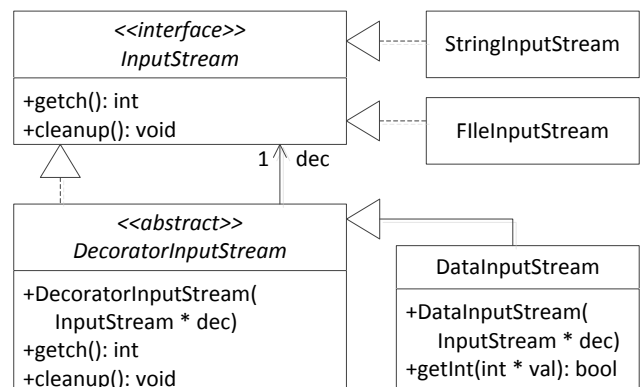 <<interface>>
InputStream
+getch(): int
+cleanup(): void
StringInputStream
FIleInputStream
1 dec
<<abstract>>
DecoratorInputStream
+DecoratorInputStream(
InputStream * dec)
+getch(): int
+cleanup(): void
DataInputStream
+DataInputStream(
InputStream * dec)
+getInt(int * val): bool